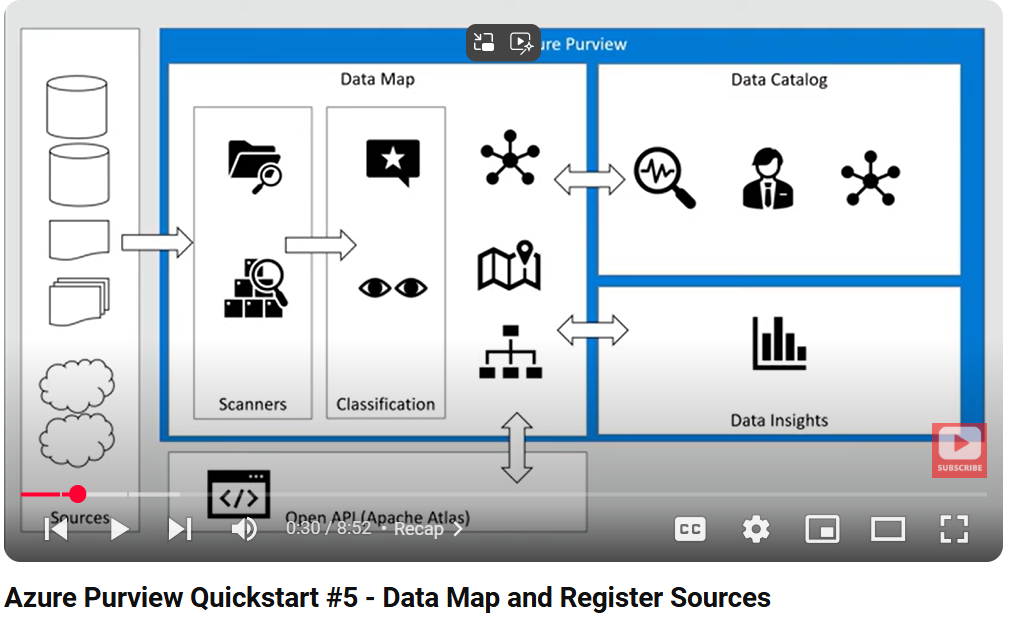 ure Purview
Data Map
Data Catalog
Scanners
Classification
Data Insights
SUBSCRIBE
</>
Open API (Apache Atlas)
Sources
0:30 / 8:52 • Recap
CC
Azure Purview Quickstart #5 - Data Map and Register Sources